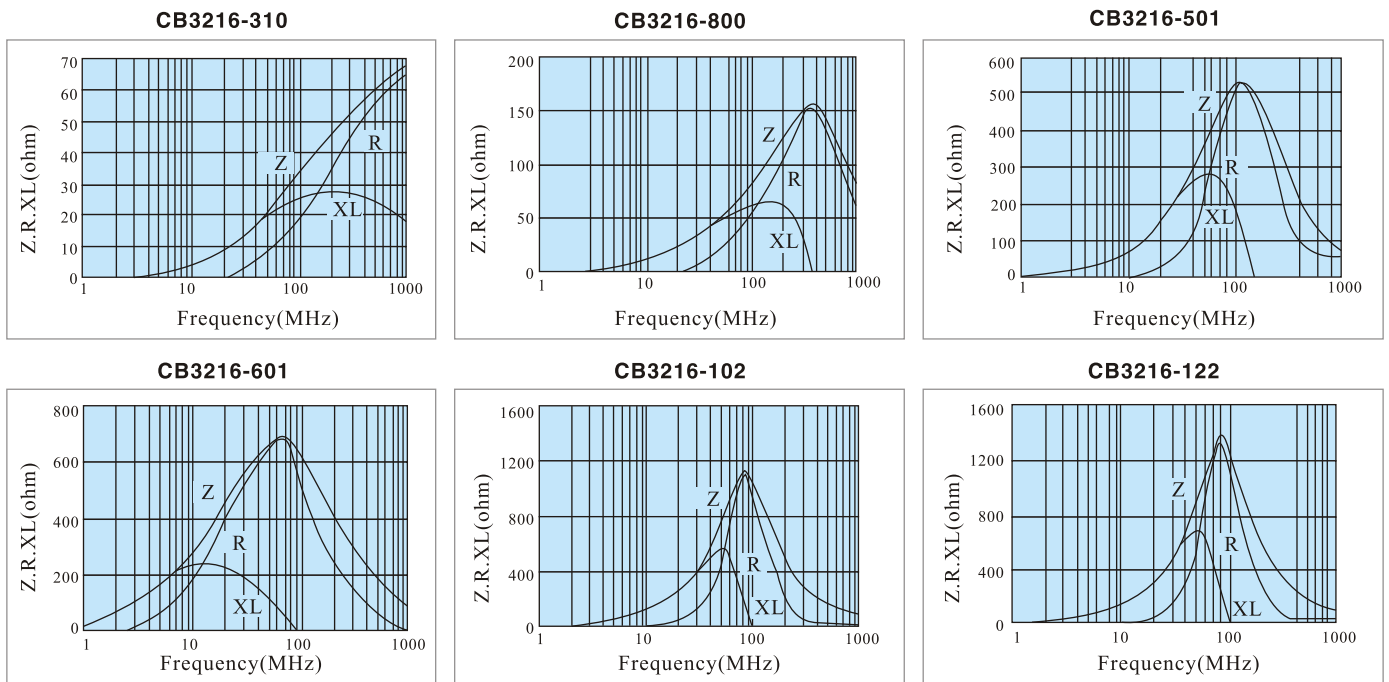 CB3216-310
Z.R.XL(ohm)
70
60
50
40
30
20
10
0
Z
R
XL
1
10
100
1000
Frequency(MHz)
CB3216-800
Z.R.XL(ohm)
200
150
100
50
0
Z
R
XL
1
10
100
1000
Frequency(MHz)
CB3216-501
Z.R.XL(ohm)
600
500
400
300
200
100
0
Z
R
XL
1
10
100
1000
Frequency(MHz)
CB3216-601
Z.R.XL(ohm)
800
600
400
200
0
Z
R
XL
1
10
100
1000
Frequency(MHz)
CB3216-102
Z.R.XL(ohm)
1600
1200
800
400
0
Z
R
XL
1
10
100
1000
Frequency(MHz)
CB3216-122
Z.R.XL(ohm)
1600
1200
800
400
0
Z
R
XL
1
10
100
1000
Frequency(MHz)